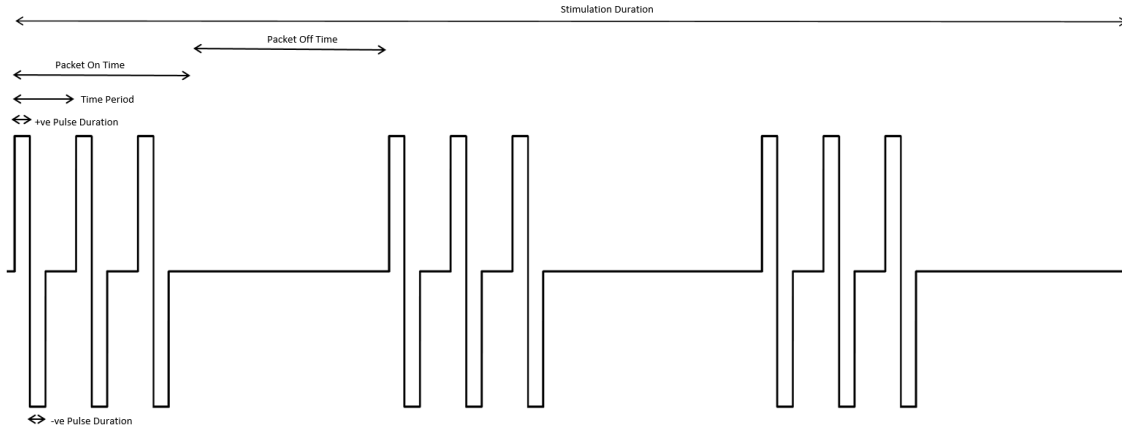 Stimulation Duration
Packet Off Time
Packet On Time
Time Period
+ve Pulse Duration
-ve Pulse Duration